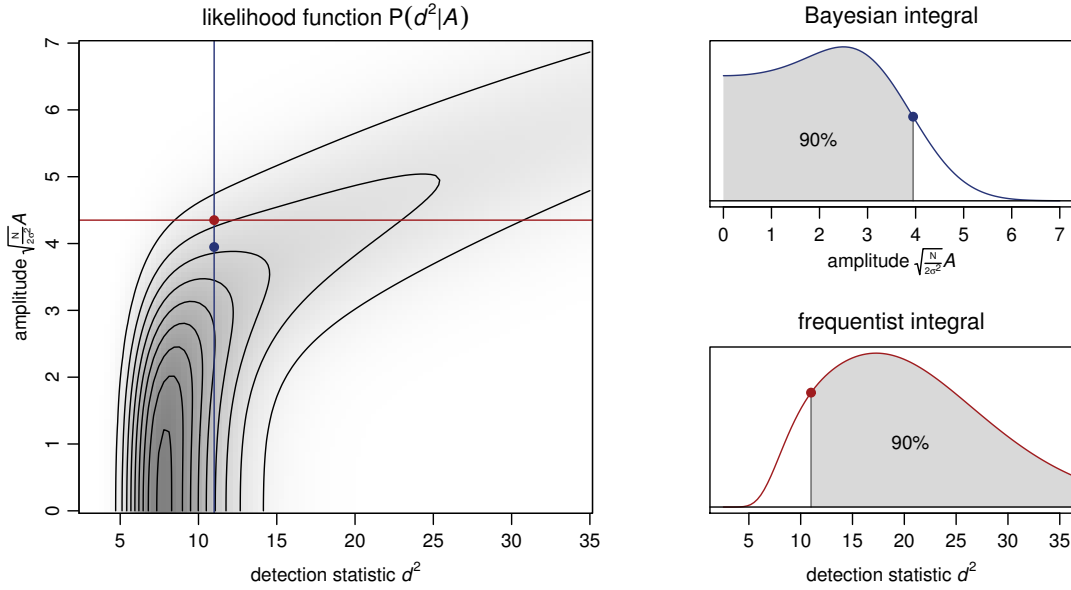 likelihood function P(d²|A)
7
6
5
4
3
2
1
0
amplitude √(N/2σ²) A
5 10 15 20 25 30 35
detection statistic d²
Bayesian integral
90%
0 1 2 3 4 5 6 7
amplitude √(N/2σ²) A
frequentist integral
90%
5 10 15 20 25 30 35
detection statistic d²